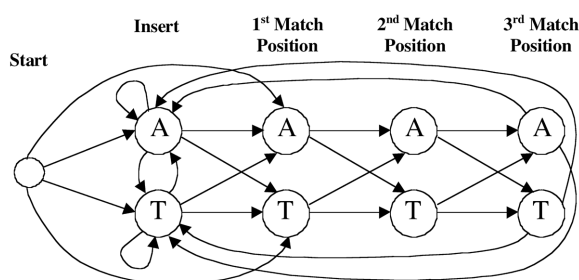 Insert
1st Match
Position
2nd Match
Position
3rd Match
Position
Start
A A A A
T T T T